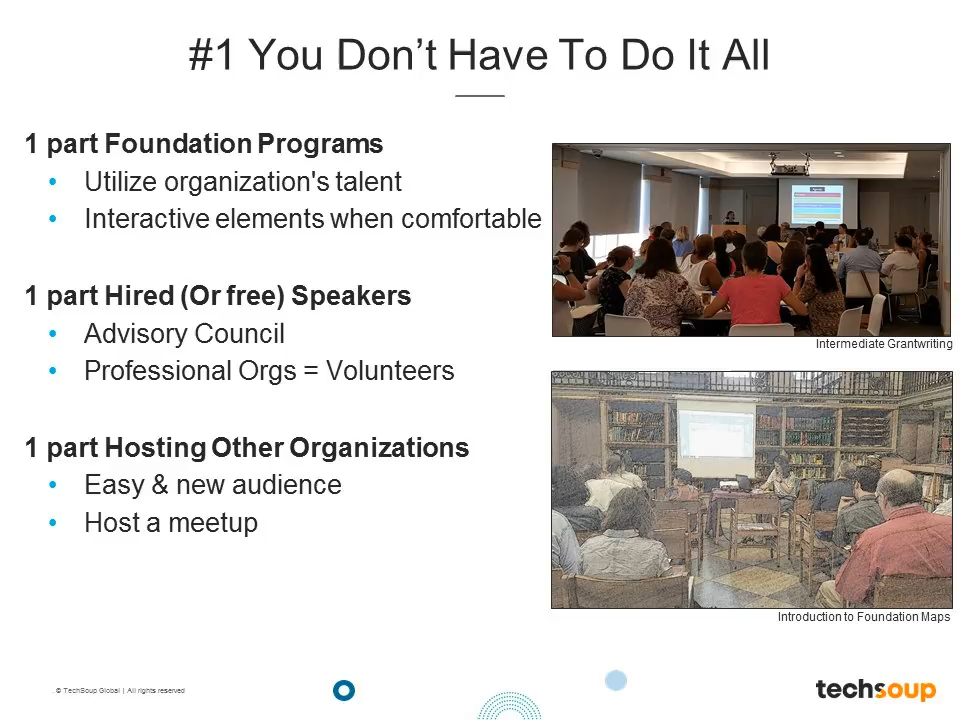 #1 You Don’t Have To Do It All
1 part Foundation Programs
• Utilize organization's talent
• Interactive elements when comfortable
1 part Hired (Or free) Speakers
• Advisory Council
• Professional Orgs = Volunteers
1 part Hosting Other Organizations
• Easy & new audience
• Host a meetup
Intermediate Grantwriting
Introduction to Foundation Maps
. © TechSoup Global | All rights reserved
techsoup